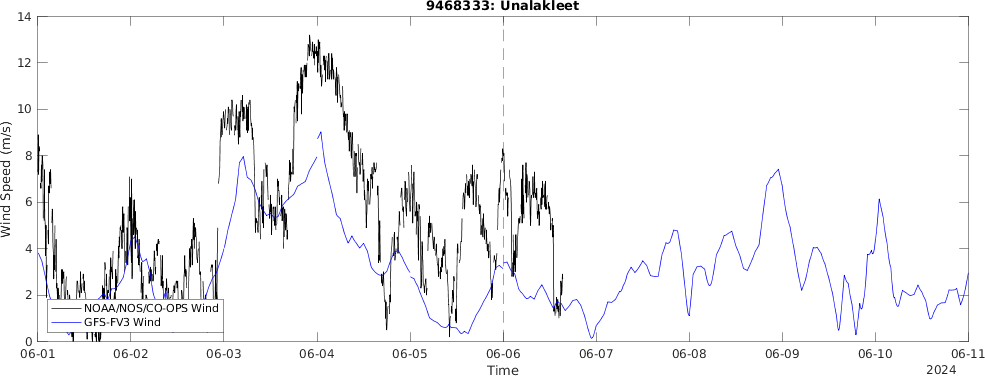 9468333: Unalakleet
Wind Speed (m/s)
14
12
10
8
6
4
2
0
NOAA/NOS/CO-OPS Wind
GFS-FV3 Wind
06-01 06-02 06-03 06-04 06-05 06-06 06-07 06-08 06-09 06-10 06-11
Time
2024